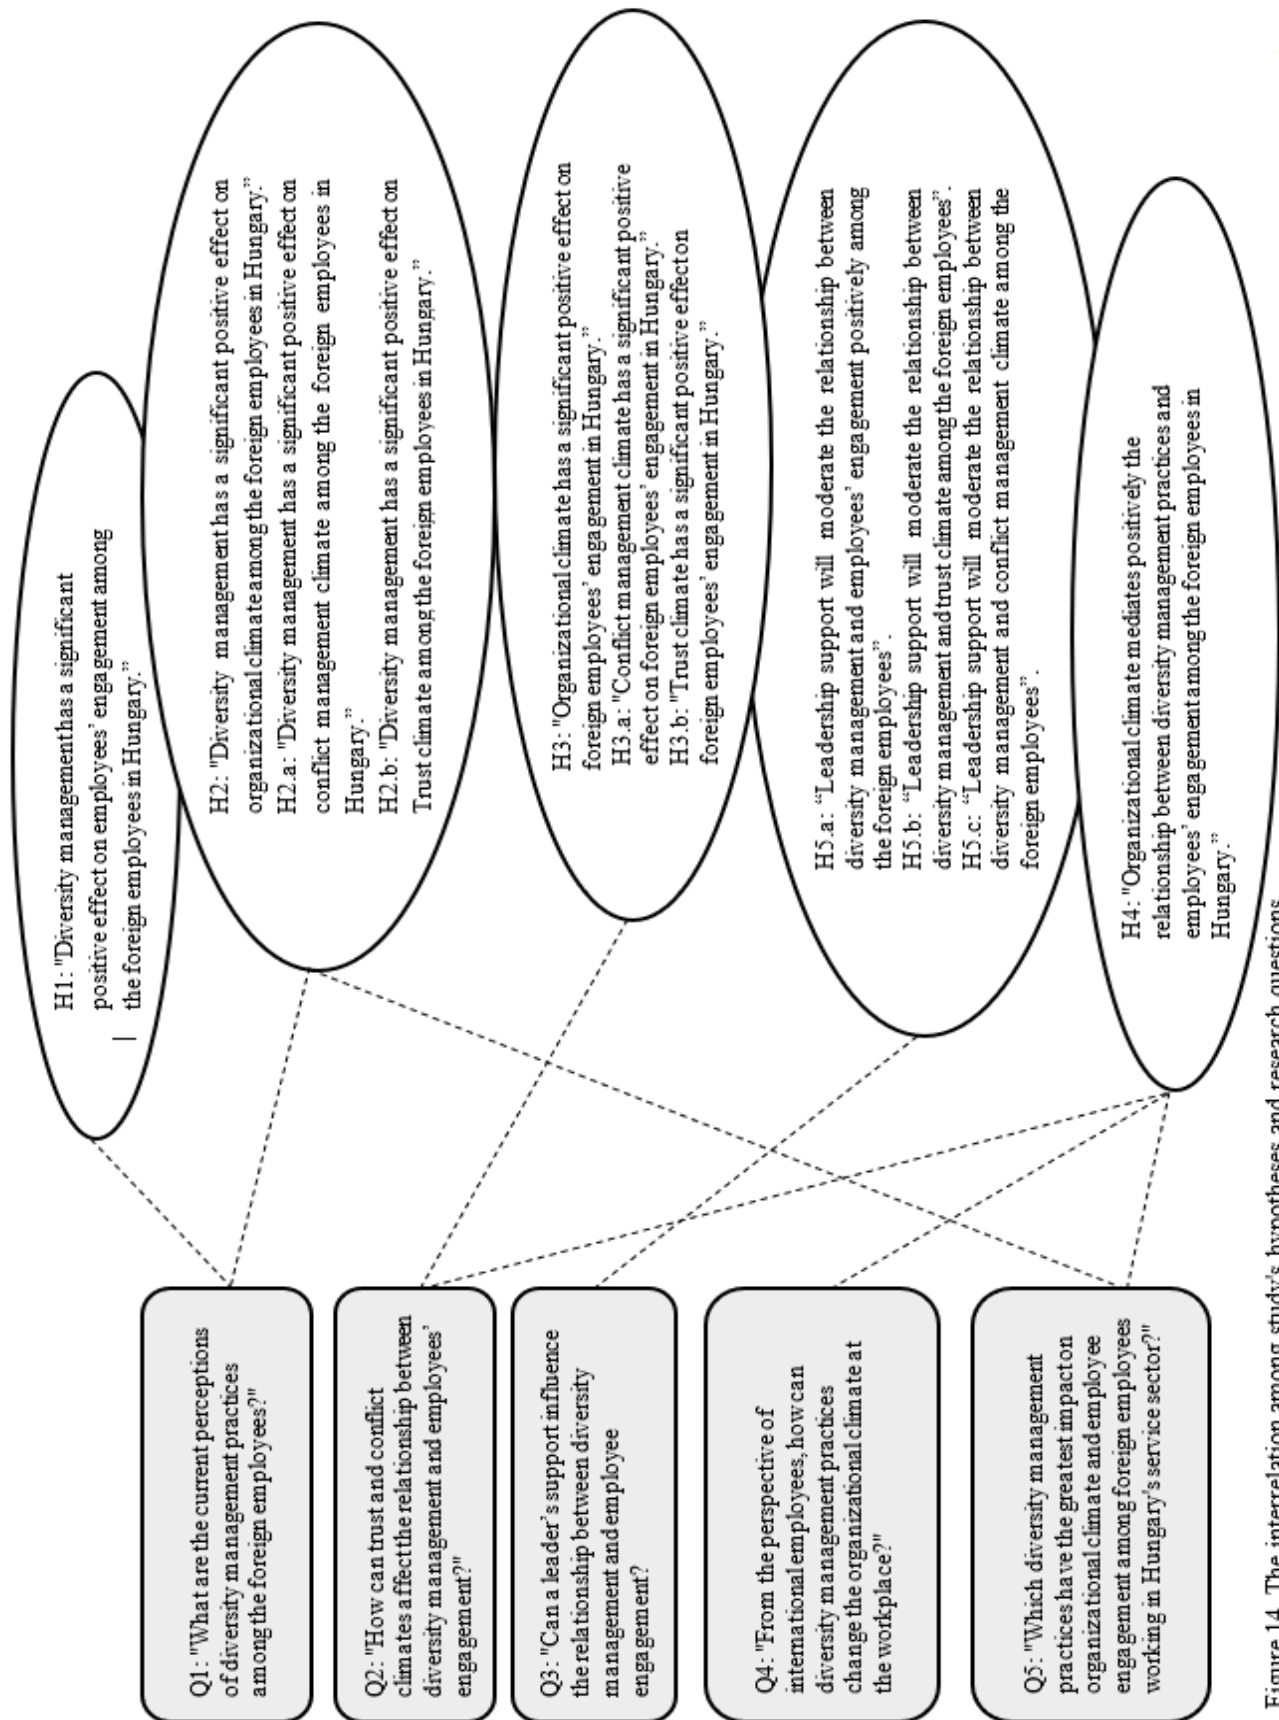 Q1: "What are the current perceptions
of diversity management practices
among the foreign employees?"
Q2: "How can trust and conflict
climates affect the relationship between
diversity management and employees’
engagement?"
Q3: "Can a leader's support influence
the relationship between diversity
management and employee
engagement?
Q4: "From the perspective of
international employees, how can
diversity management practices
change the organizational climate at
the workplace?"
Q5: "Which diversity management
practices have the greatest impact on
organizational climate and employee
engagement among foreign employees
working in Hungary's service sector?"
H1: "Diversity management has a significant
positive effect on employees’ engagement among
the foreign employees in Hungary.”
H2: "Diversity management has a significant positive effect on
organizational climate among the foreign employees in Hungary.”
H2.a: "Diversity management has a significant positive effect on
conflict management climate among the foreign employees in
Hungary.”
H2.b: "Diversity management has a significant positive effect on
Trust climate among the foreign employees in Hungary.”
H3: "Organizational climate has a significant positive effect on
foreign employees’ engagement in Hungary.”
H3.a: "Conflict management climate has a significant positive
effect on foreign employees’ engagement in Hungary.”
H3.b: "Trust climate has a significant positive effect on
foreign employees’ engagement in Hungary.”
H5.a: “Leadership support will moderate the relationship between
diversity management and employees’ engagement positively among
the foreign employees”.
H5.b: “Leadership support will moderate the relationship between
diversity management and trust climate among the foreign employees”.
H5.c: “Leadership support will moderate the relationship between
diversity management and conflict management climate among the
foreign employees”.
H4: "Organizational climate mediates positively the
relationship between diversity management practices and
employees’ engagement among the foreign employees in
Hungary.”
Figure 14. The interrelation among study's hypotheses and research questions